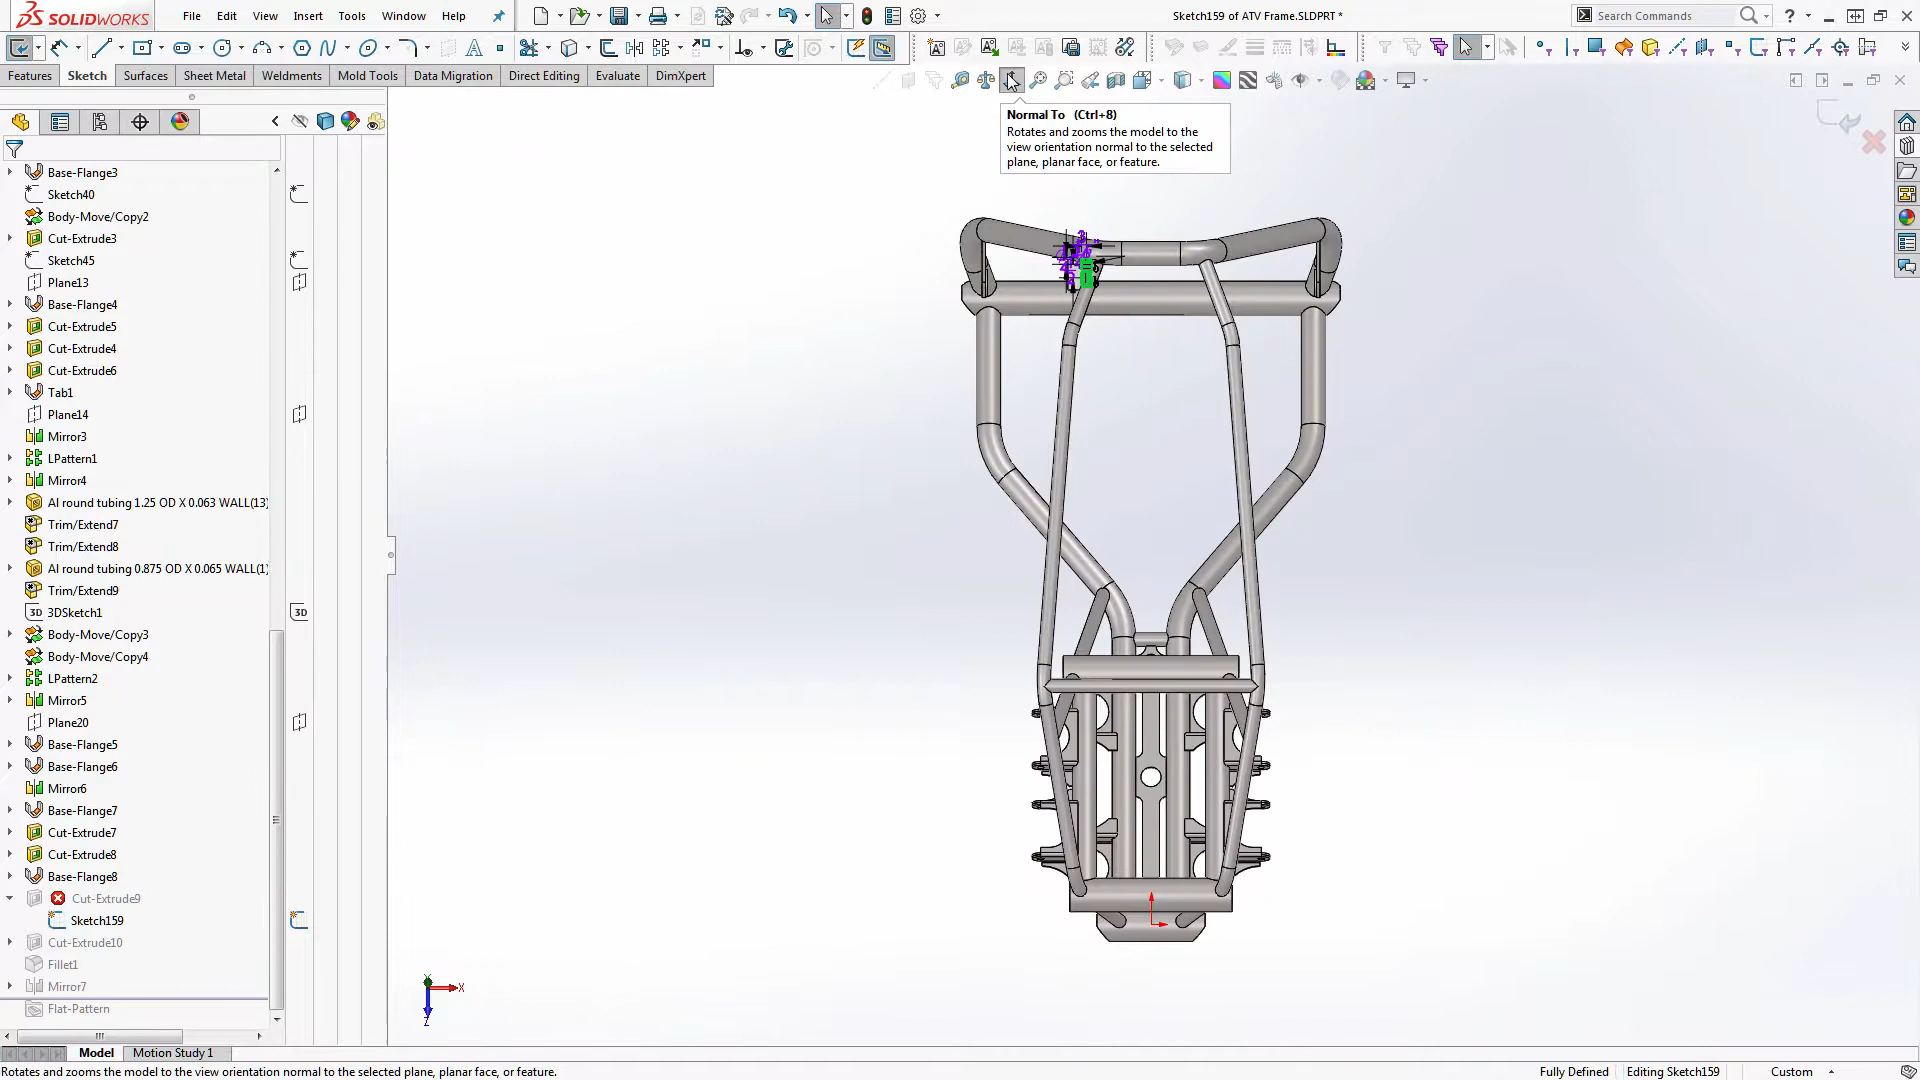 SOLIDWORKS
File Edit View Insert Tools Window Help
Sketch159 of ATV Frame.SLDPRT *
Search Commands
Features Sketch Surfaces Sheet Metal Weldments Mold Tools Data Migration Direct Editing Evaluate DimXpert
Normal To (Ctrl+8)
Rotates and zooms the model to the
view orientation normal to the selected
plane, planar face, or feature.
Base-Flange3
Sketch40
Body-Move/Copy2
Cut-Extrude3
Sketch45
Plane13
Base-Flange4
Cut-Extrude5
Cut-Extrude4
Cut-Extrude6
Tab1
Plane14
Mirror3
LPattern1
Mirror4
Al round tubing 1.25 OD X 0.063 WALL(13)
Trim/Extend7
Trim/Extend8
Al round tubing 0.875 OD X 0.065 WALL(1)
Trim/Extend9
3D 3DSketch1 3D
Body-Move/Copy3
Body-Move/Copy4
LPattern2
Mirror5
Plane20
Base-Flange5
Base-Flange6
Mirror6
Base-Flange7
Cut-Extrude7
Cut-Extrude8
Base-Flange8
Cut-Extrude9
Sketch159
Cut-Extrude10
Fillet1
Mirror7
Flat-Pattern
Y
X
Z
Model Motion Study 1
Rotates and zooms the model to the view orientation normal to the selected plane, planar face, or feature.
Fully Defined Editing Sketch159 Custom